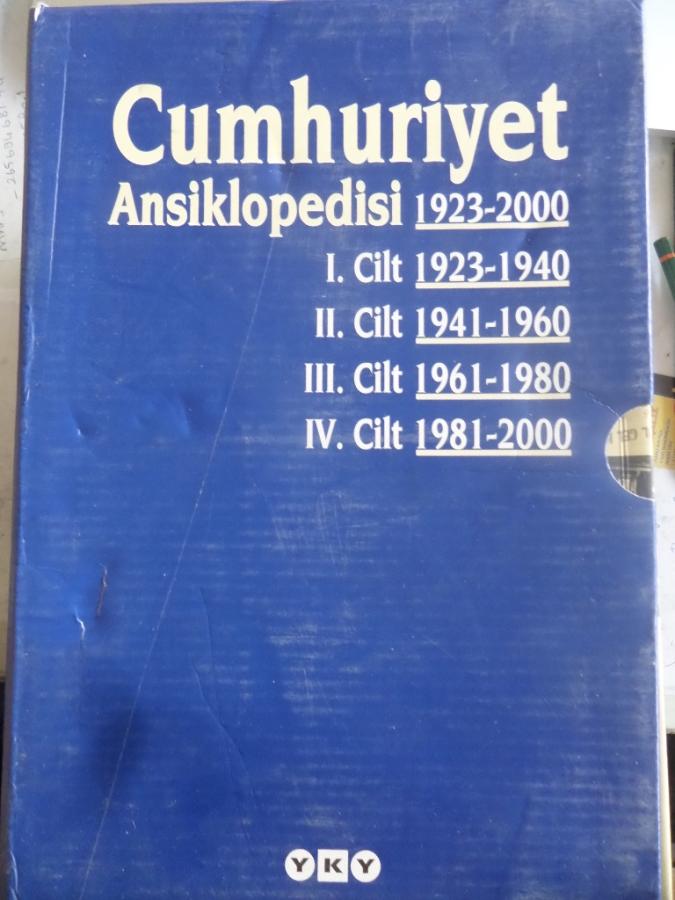 Cumhuriyet
Ansiklopedisi 1923-2000
I. Cilt 1923-1940
II. Cilt 1941-1960
III. Cilt 1961-1980
IV. Cilt 1981-2000
YKY